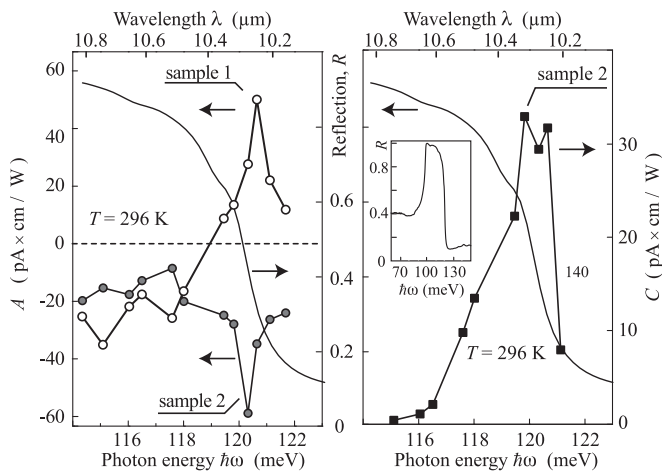 Wavelength λ (μm)
10.8 10.6 10.4 10.2
60
40
20
0
-20
-40
-60
A ( pA × cm / W )
sample 1
T = 296 K
sample 2
116 118 120 122
Photon energy ħω (meV)
Reflection, R
0.8
0.6
0.4
0.2
0
Wavelength λ (μm)
10.8 10.6 10.4 10.2
sample 2
R
1
0.8
0.4
0
70 100 130
ħω (meV)
140
T = 296 K
30
20
10
0
C ( pA × cm / W )
116 118 120 122
Photon energy ħω (meV)